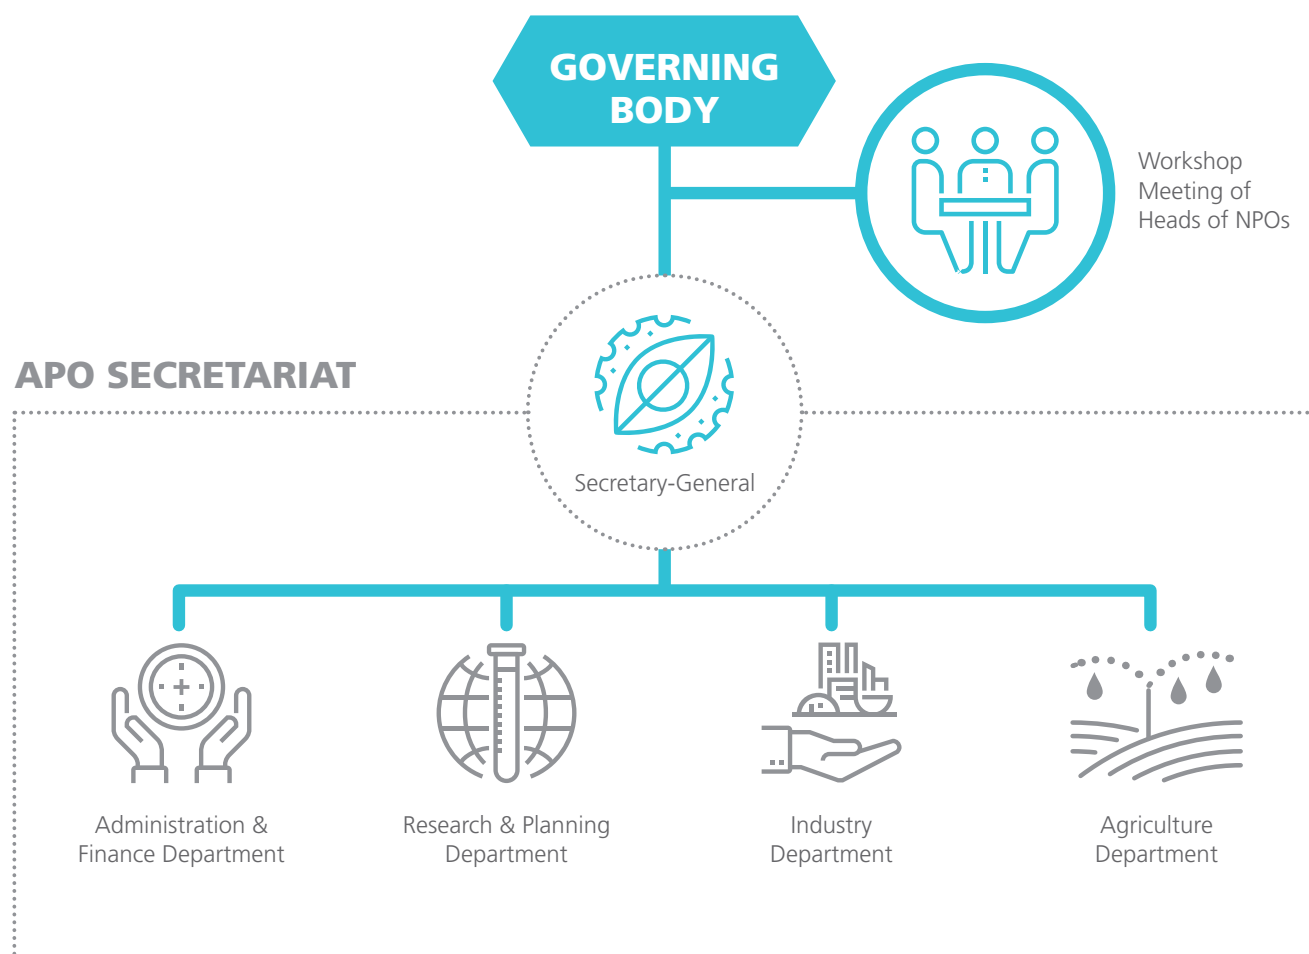 GOVERNING
BODY
Workshop
Meeting of
Heads of NPOs
APO SECRETARIAT
Secretary-General
Administration &
Finance Department
Research & Planning
Department
Industry
Department
Agriculture
Department